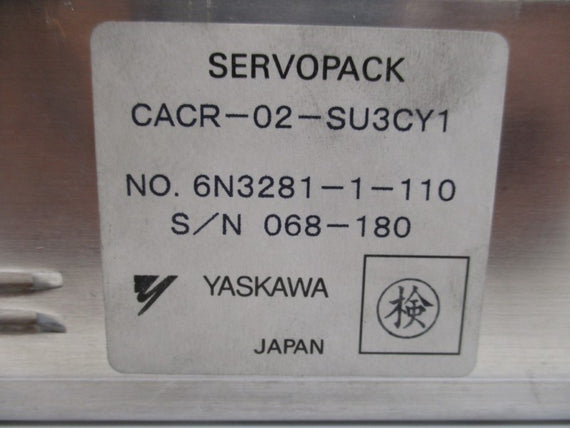 SERVOPACK
CACR-02-SU3CY1
NO. 6N3281-1-110
S/N 068-180
YASKAWA
検
JAPAN